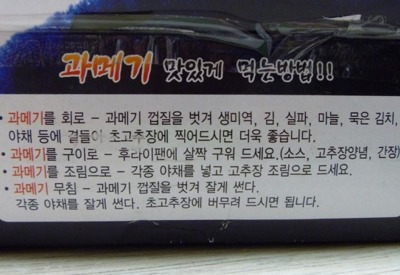 과메기 맛있게 먹는방법!!
• 과메기를 회로 – 과메기 껍질을 벗겨 생미역, 김, 실파, 마늘, 묵은 김치,
야채 등에 곁들여 초고추장에 찍어드시면 더욱 좋습니다.
• 과메기를 구이로 – 후라이팬에 살짝 구워 드세요.(소스, 고추장양념, 간장)
• 과메기를 조림으로 – 각종 야채를 넣고 고추장 조림으로 드세요.
• 과메기 무침 – 과메기 껍질을 벗겨 잘게 썬다.
각종 야채를 잘게 썬다. 초고추장에 버무려 드시면 됩니다.